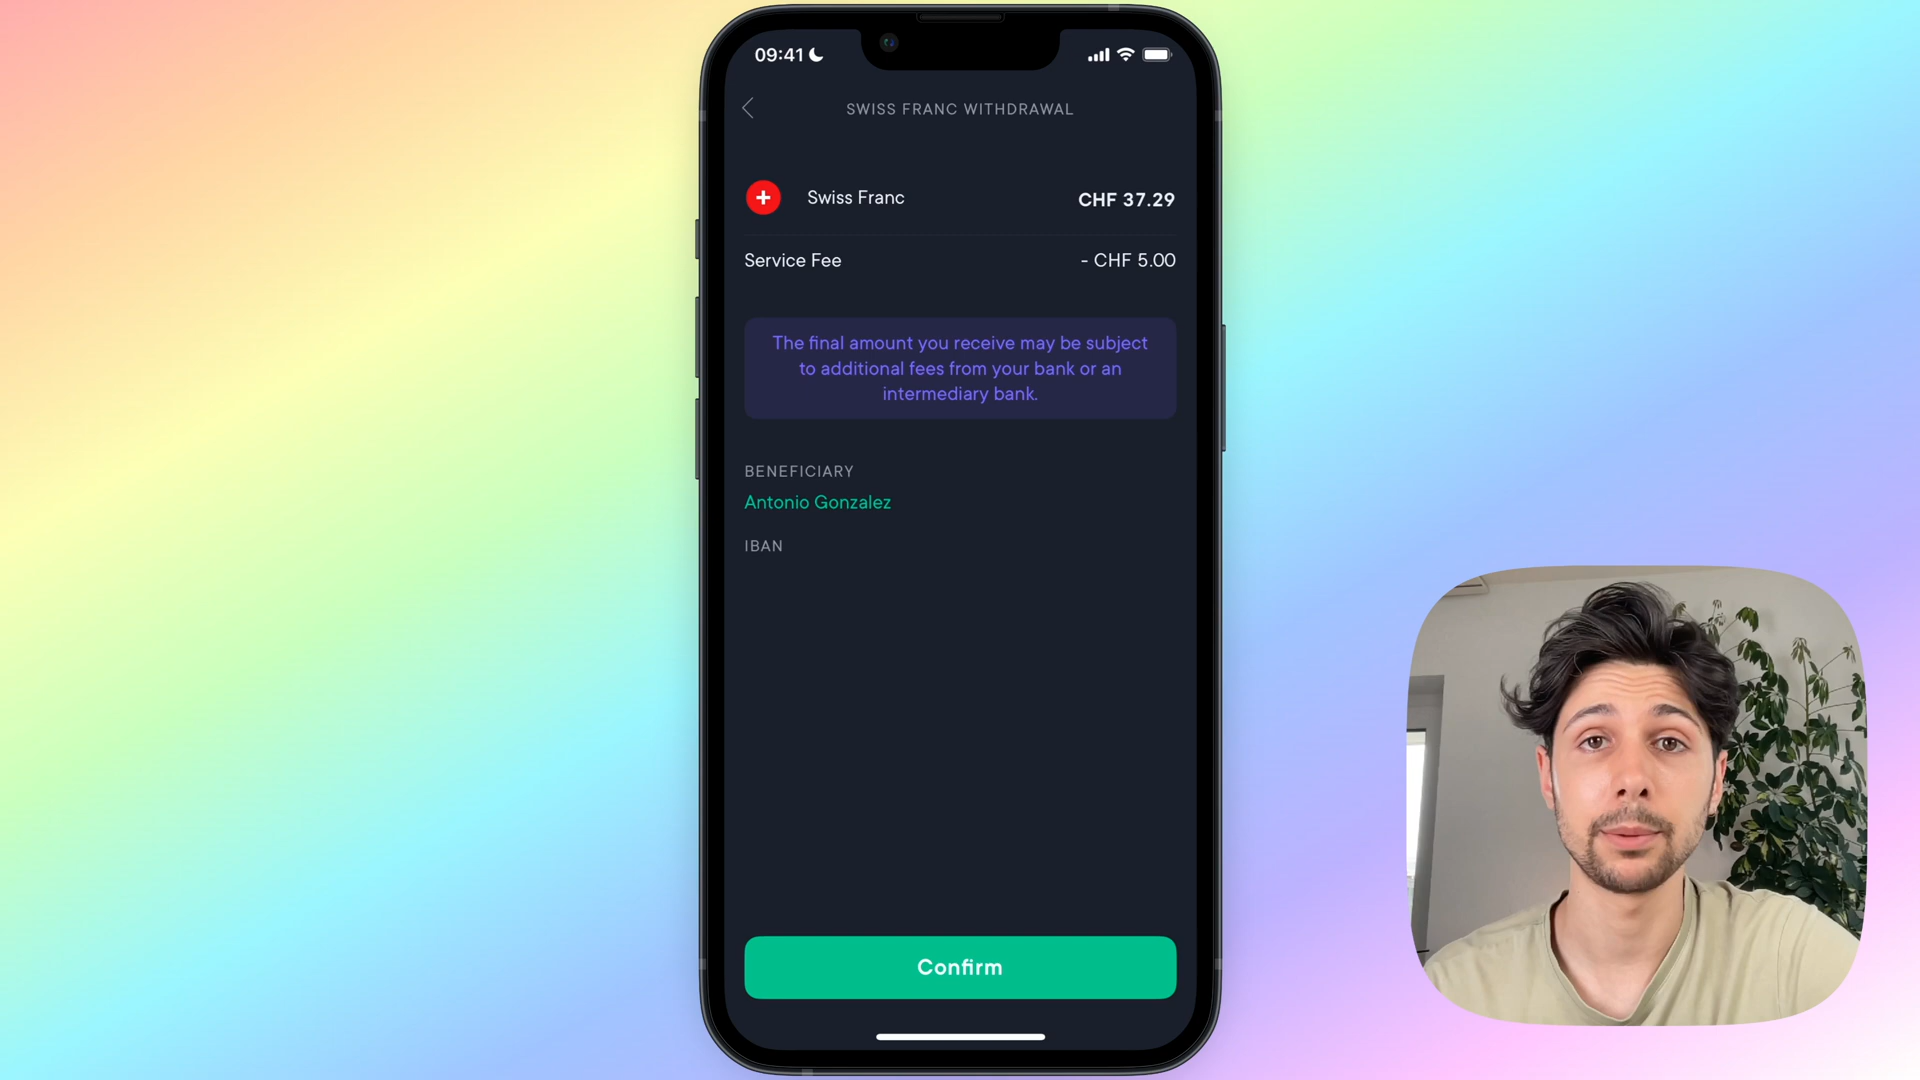 09:41
SWISS FRANC WITHDRAWAL
Swiss Franc CHF 37.29
Service Fee - CHF 5.00
The final amount you receive may be subject
to additional fees from your bank or an
intermediary bank.
BENEFICIARY
Antonio Gonzalez
IBAN
Confirm